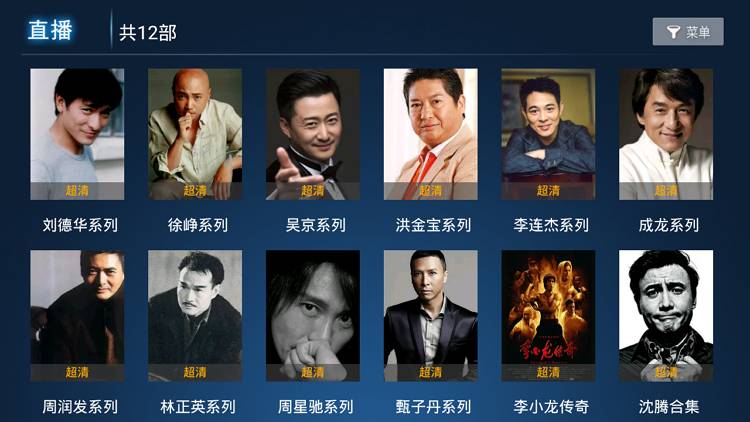 直播
共12部
菜单
超清
超清
超清
超清
超清
超清
刘德华系列
徐峥系列
吴京系列
洪金宝系列
李连杰系列
成龙系列
李小龙传奇
超清
超清
超清
超清
超清
超清
周润发系列
林正英系列
周星驰系列
甄子丹系列
李小龙传奇
沈腾合集